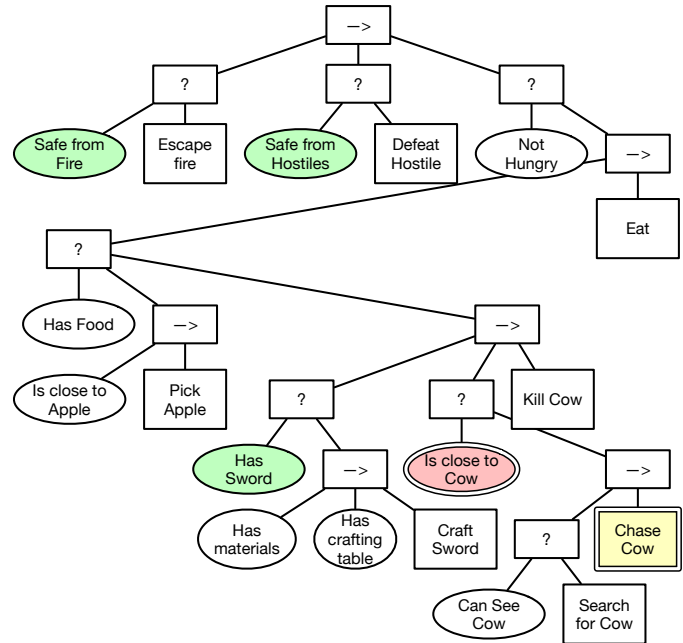 —>
?
?
?
Safe from
Fire
Escape
fire
Safe from
Hostiles
Defeat
Hostile
Not
Hungry
—>
Eat
?
Has Food
—>
—>
Is close to
Apple
Pick
Apple
?
?
Kill Cow
Has
Sword
—>
Is close to
Cow
—>
Has
materials
Has
crafting
table
Craft
Sword
?
Chase
Cow
Can See
Cow
Search
for Cow